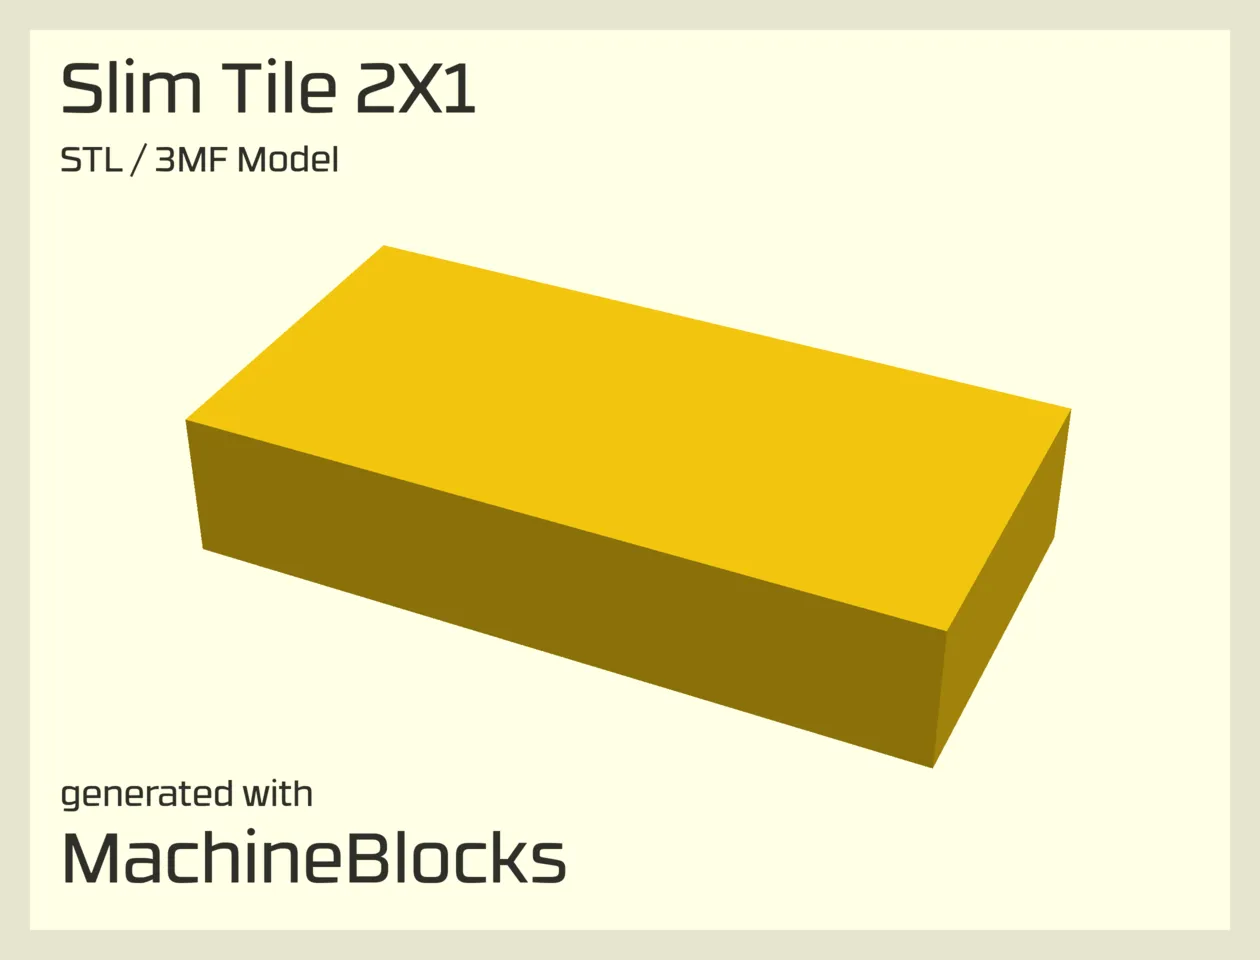 Slim Tile 2X1
STL / 3MF Model
generated with
MachineBlocks